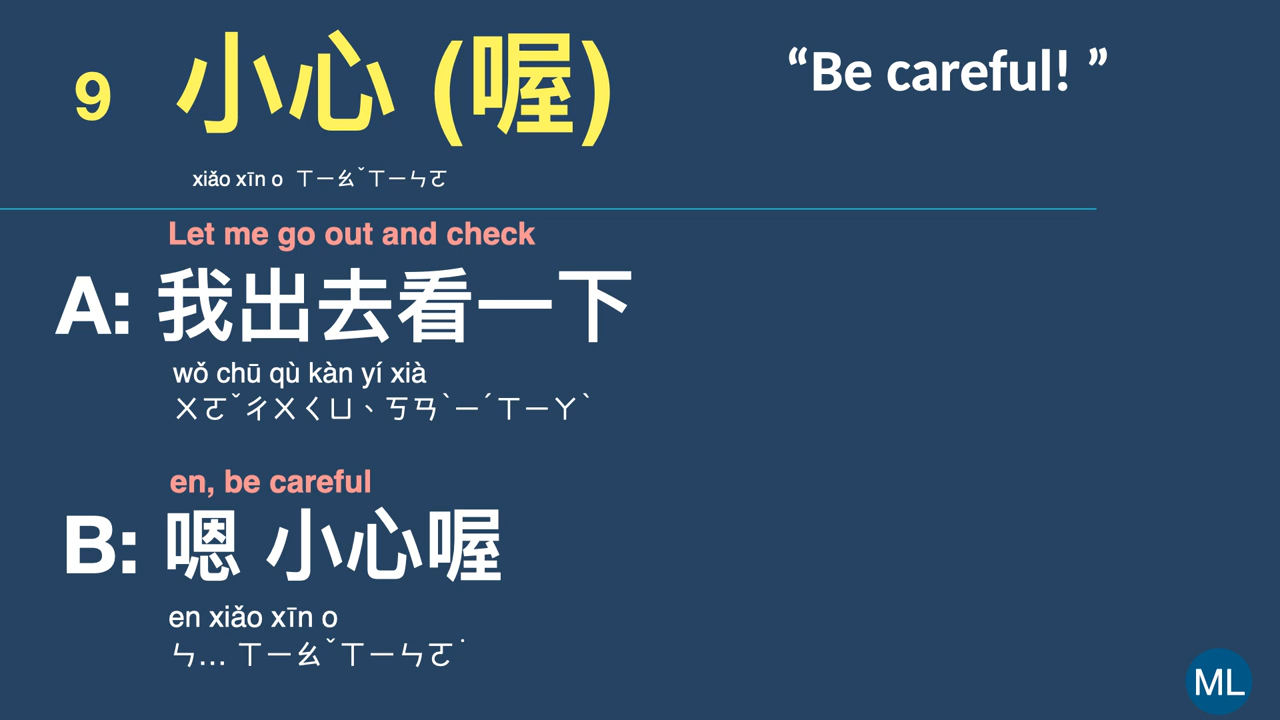 9 小心 (喔) “Be careful! ”
xiǎo xīn o ㄒㄧㄠˇㄒㄧㄣㄛ
Let me go out and check
A: 我出去看一下
wǒ chū qù kàn yí xià
ㄨㄛˇㄔㄨㄑㄩˋㄎㄢˋㄧˊㄒㄧㄚˋ
en, be careful
B: 嗯 小心喔
en xiǎo xīn o
ㄣ... ㄒㄧㄠˇㄒㄧㄣㄛ˙
ML